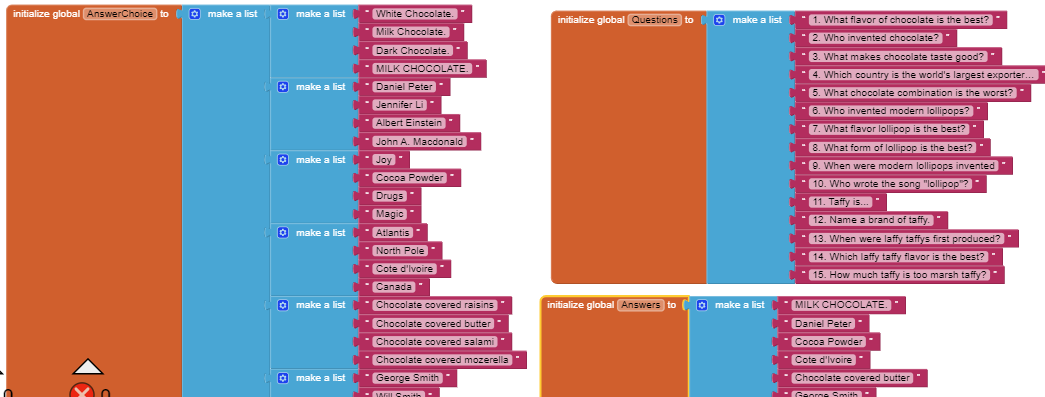 initialize global AnswerChoice to make a list make a list " White Chocolate. "
" Milk Chocolate. "
" Dark Chocolate. "
" MILK CHOCOLATE. "
make a list " Daniel Peter "
" Jennifer Li "
" Albert Einstein "
" John A. Macdonald "
make a list " Joy "
" Cocoa Powder "
" Drugs "
" Magic "
make a list " Atlantis "
" North Pole "
" Cote d'Ivoire "
" Canada "
make a list " Chocolate covered raisins "
" Chocolate covered butter "
" Chocolate covered salami "
" Chocolate covered mozerella "
make a list " George Smith "
" Will Smith "
0 0
initialize global Questions to make a list " 1. What flavor of chocolate is the best? "
" 2. Who invented chocolate? "
" 3. What makes chocolate taste good? "
" 4. Which country is the world's largest exporter... "
" 5. What chocolate combination is the worst? "
" 6. Who invented modern lollipops? "
" 7. What flavor lollipop is the best? "
" 8. What form of lollipop is the best? "
" 9. When were modern lollipops invented "
" 10. Who wrote the song "lollipop"? "
" 11. Taffy is... "
" 12. Name a brand of taffy. "
" 13. When were laffy taffys first produced? "
" 14. Which laffy taffy flavor is the best? "
" 15. How much taffy is too marsh taffy? "
initialize global Answers to make a list " MILK CHOCOLATE. "
" Daniel Peter "
" Cocoa Powder "
" Cote d'Ivoire "
" Chocolate covered butter "
" George Smith "